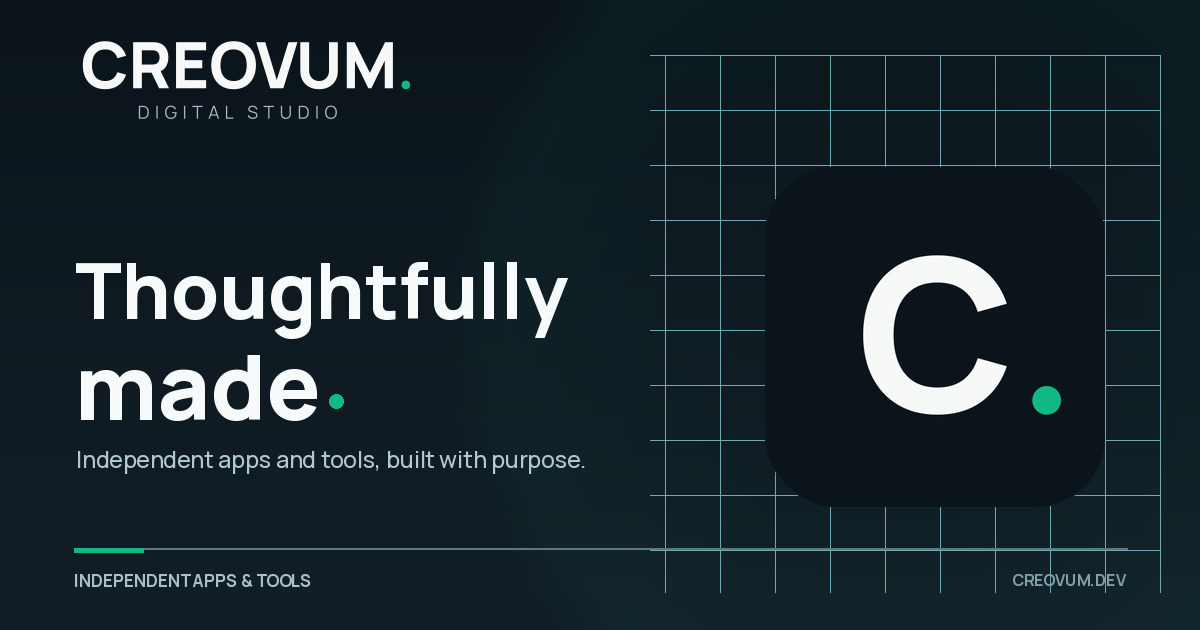 CREOVUM.
DIGITAL STUDIO
Thoughtfully
made.
Independent apps and tools, built with purpose.
C.
INDEPENDENT APPS & TOOLS
CREOVUM.DEV